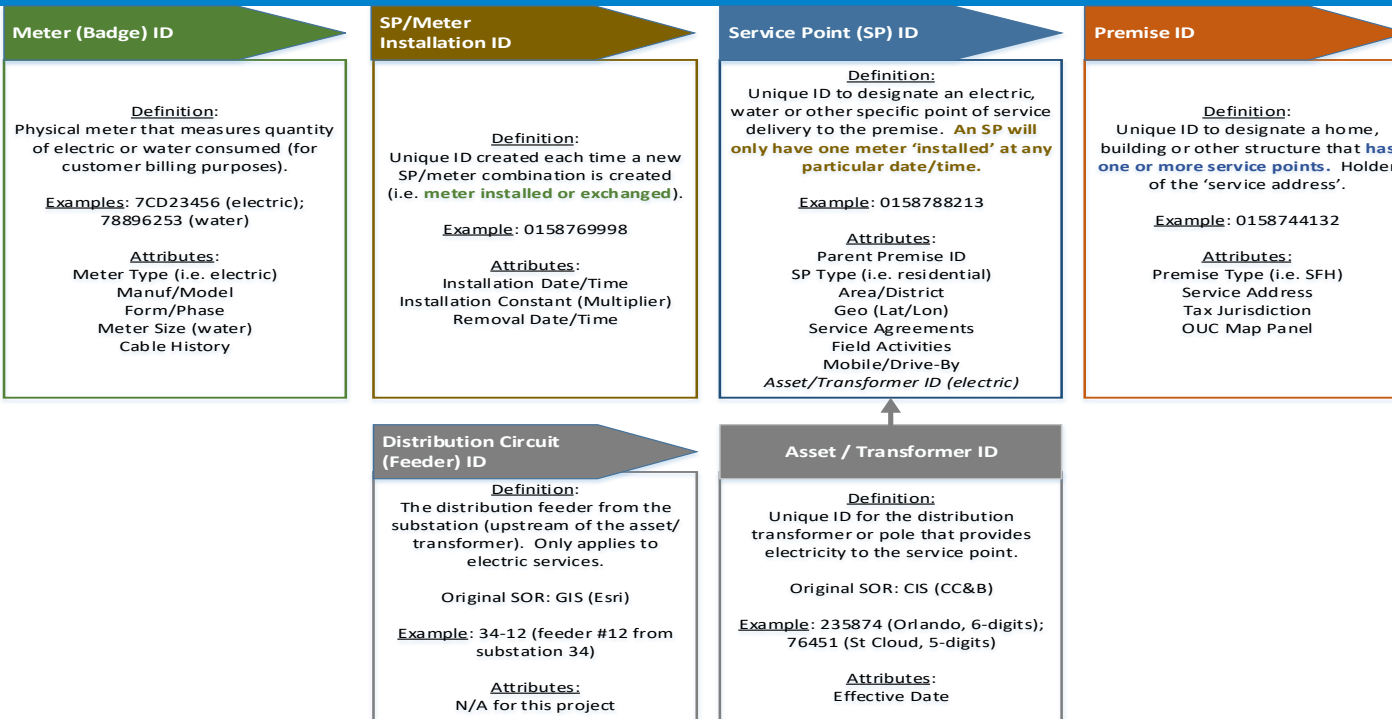 Meter (Badge) ID
Definition:
Physical meter that measures quantity
of electric or water consumed (for
customer billing purposes).
Examples: 7CD23456 (electric);
78896253 (water)
Attributes:
Meter Type (i.e. electric)
Manuf/Model
Form/Phase
Meter Size (water)
Cable History
SP/Meter
Installation ID
Definition:
Unique ID created each time a new
SP/meter combination is created
(i.e. meter installed or exchanged).
Example: 0158769998
Attributes:
Installation Date/Time
Installation Constant (Multiplier)
Removal Date/Time
Service Point (SP) ID
Definition:
Unique ID to designate an electric,
water or other specific point of service
delivery to the premise. An SP will
only have one meter 'installed' at any
particular date/time.
Example: 0158788213
Attributes:
Parent Premise ID
SP Type (i.e. residential)
Area/District
Geo (Lat/Lon)
Service Agreements
Field Activities
Mobile/Drive-By
Asset/Transformer ID (electric)
Premise ID
Definition:
Unique ID to designate a home,
building or other structure that has
one or more service points. Holder
of the 'service address'.
Example: 0158744132
Attributes:
Premise Type (i.e. SFH)
Service Address
Tax Jurisdiction
OUC Map Panel
Distribution Circuit
(Feeder) ID
Definition:
The distribution feeder from the
substation (upstream of the asset/
transformer). Only applies to
electric services.
Original SOR: GIS (Esri)
Example: 34-12 (feeder #12 from
substation 34)
Attributes:
N/A for this project
Asset / Transformer ID
Definition:
Unique ID for the distribution
transformer or pole that provides
electricity to the service point.
Original SOR: CIS (CC&B)
Example: 235874 (Orlando, 6-digits);
76451 (St Cloud, 5-digits)
Attributes:
Effective Date